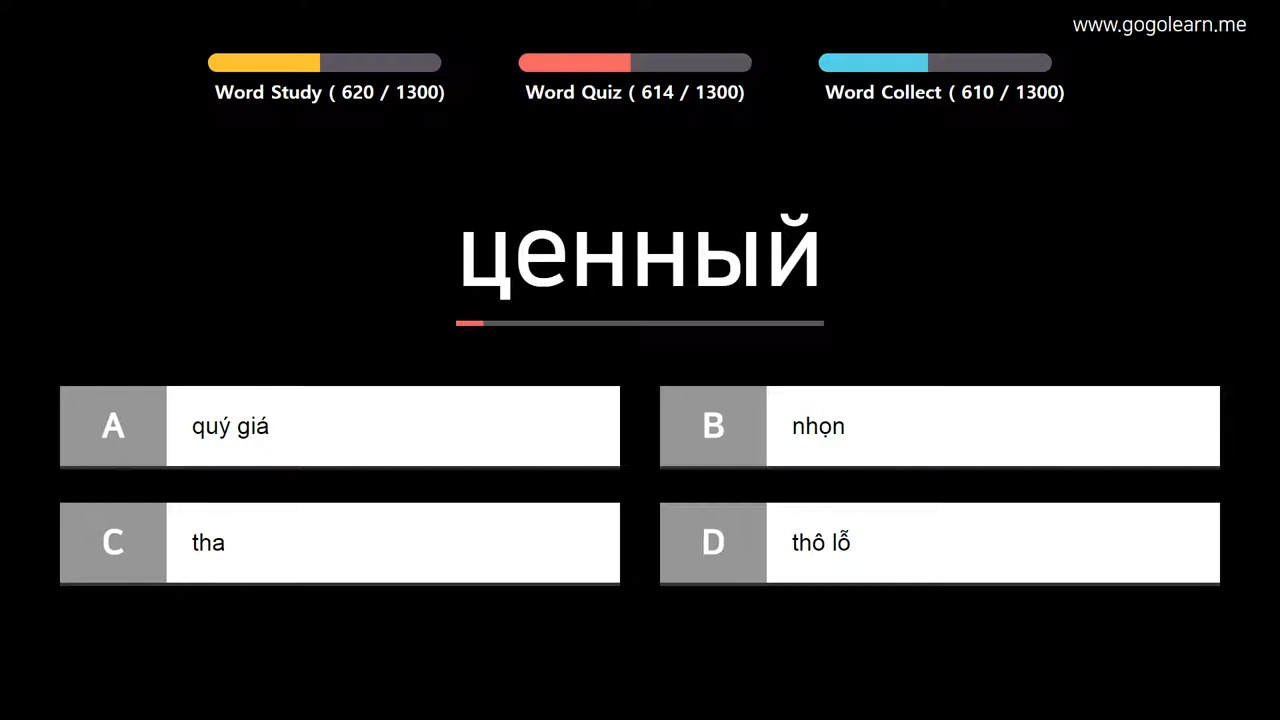 www.gogolearn.me
Word Study ( 620 / 1300)
Word Quiz ( 614 / 1300)
Word Collect ( 610 / 1300)
ценный
A quý giá
B nhọn
C tha
D thô lỗ